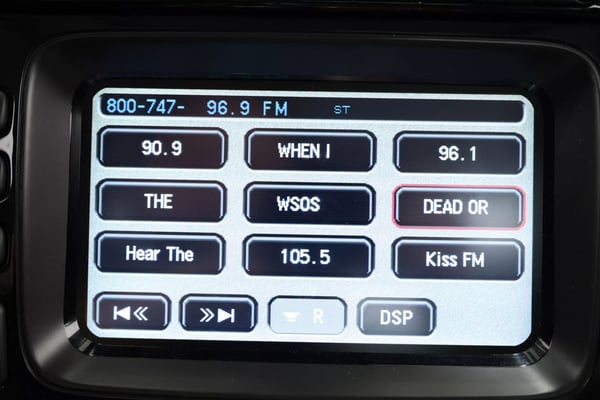 800-747- 96.9 FM ST
90.9 WHEN I 96.1
THE WSOS DEAD OR
Hear The 105.5 Kiss FM
R DSP